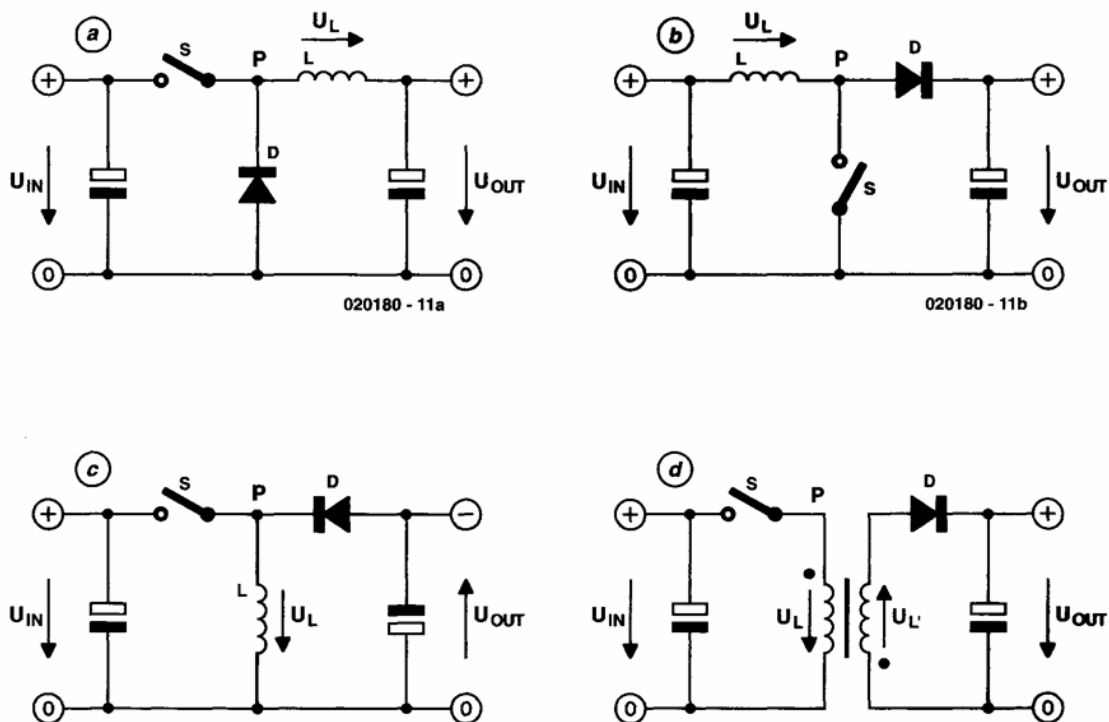 a
U_L
S
P
L
+
+
D
U_IN
U_OUT
0
0
020180 - 11a
b
U_L
L
P
D
+
+
S
U_IN
U_OUT
0
0
020180 - 11b
c
S
P
D
+
−
L
U_L
U_IN
U_OUT
0
0
d
S
P
D
+
+
U_IN
U_L
U_L'
U_OUT
0
0